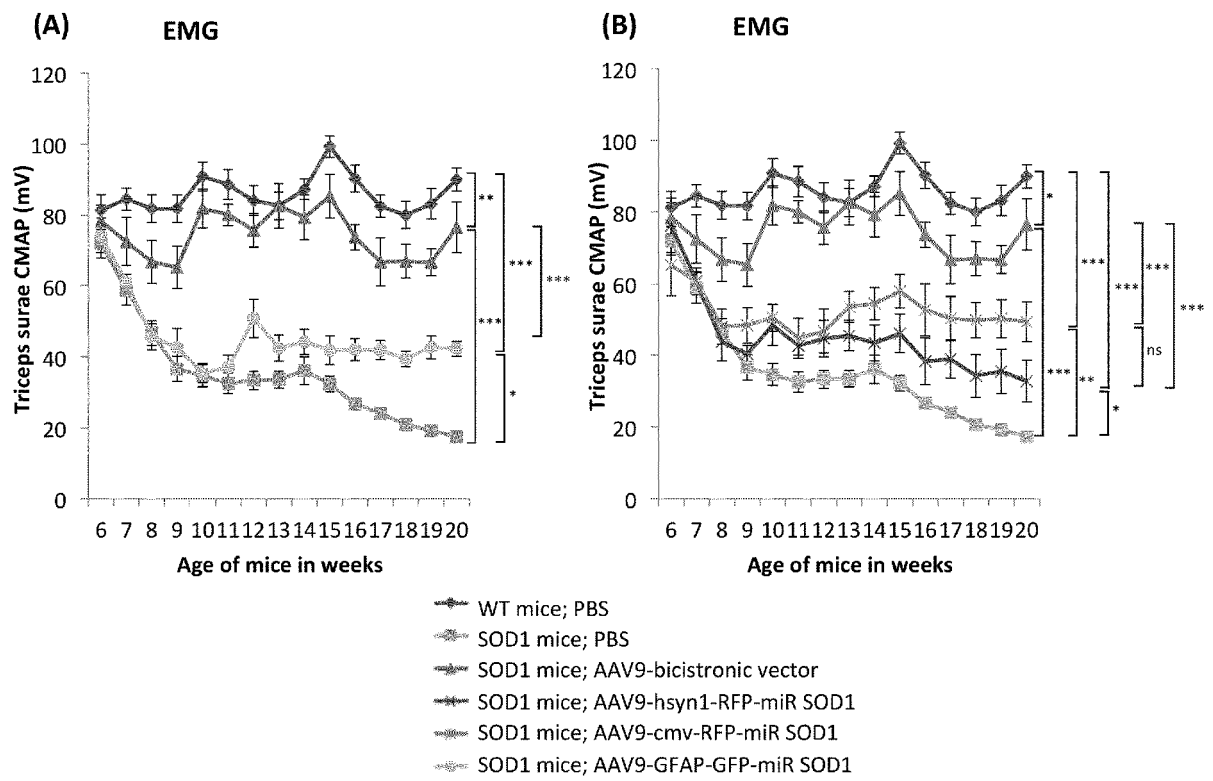 (A) EMG
Triceps surae CMAP (mV)
120
100
80
60
40
20
0
**
***
***
***
*
6 7 8 9 10 11 12 13 14 15 16 17 18 19 20
Age of mice in weeks
(B) EMG
Triceps surae CMAP (mV)
120
100
80
60
40
20
0
*
***
***
***
***
ns
***
**
*
6 7 8 9 10 11 12 13 14 15 16 17 18 19 20
Age of mice in weeks
WT mice; PBS
SOD1 mice; PBS
SOD1 mice; AAV9-bicistronic vector
SOD1 mice; AAV9-hsyn1-RFP-miR SOD1
SOD1 mice; AAV9-cmv-RFP-miR SOD1
SOD1 mice; AAV9-GFAP-GFP-miR SOD1